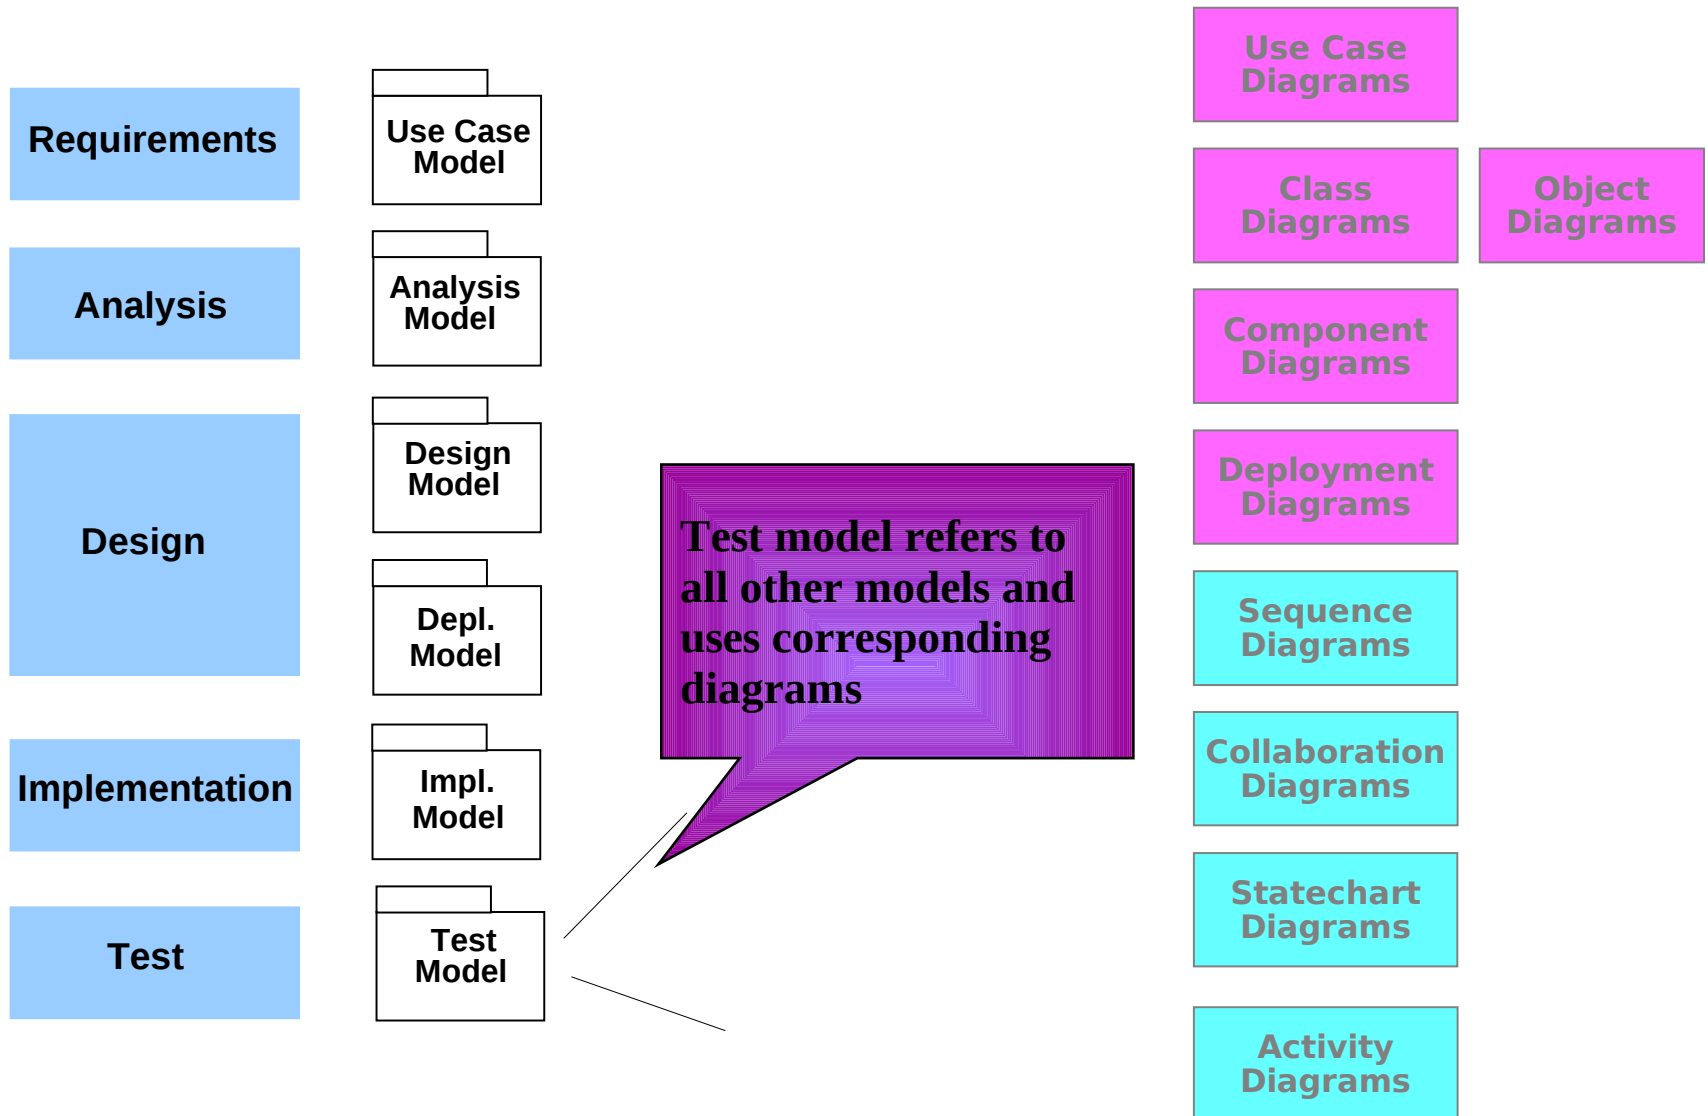 Requirements
Analysis
Design
Implementation
Test
Use Case
Model
Analysis
Model
Design
Model
Depl.
Model
Impl.
Model
Test
Model
Test model refers to
all other models and
uses corresponding
diagrams
Use Case
Diagrams
Class
Diagrams
Object
Diagrams
Component
Diagrams
Deployment
Diagrams
Sequence
Diagrams
Collaboration
Diagrams
Statechart
Diagrams
Activity
Diagrams